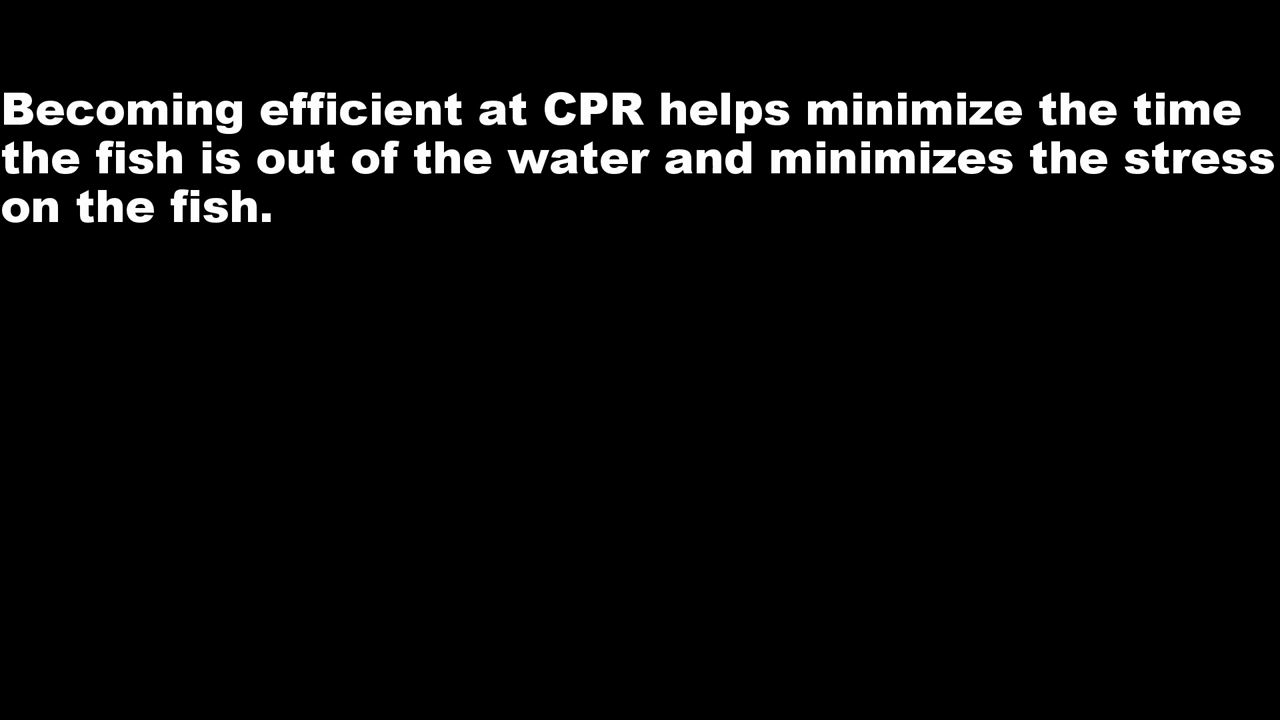 Becoming efficient at CPR helps minimize the time
the fish is out of the water and minimizes the stress
on the fish.